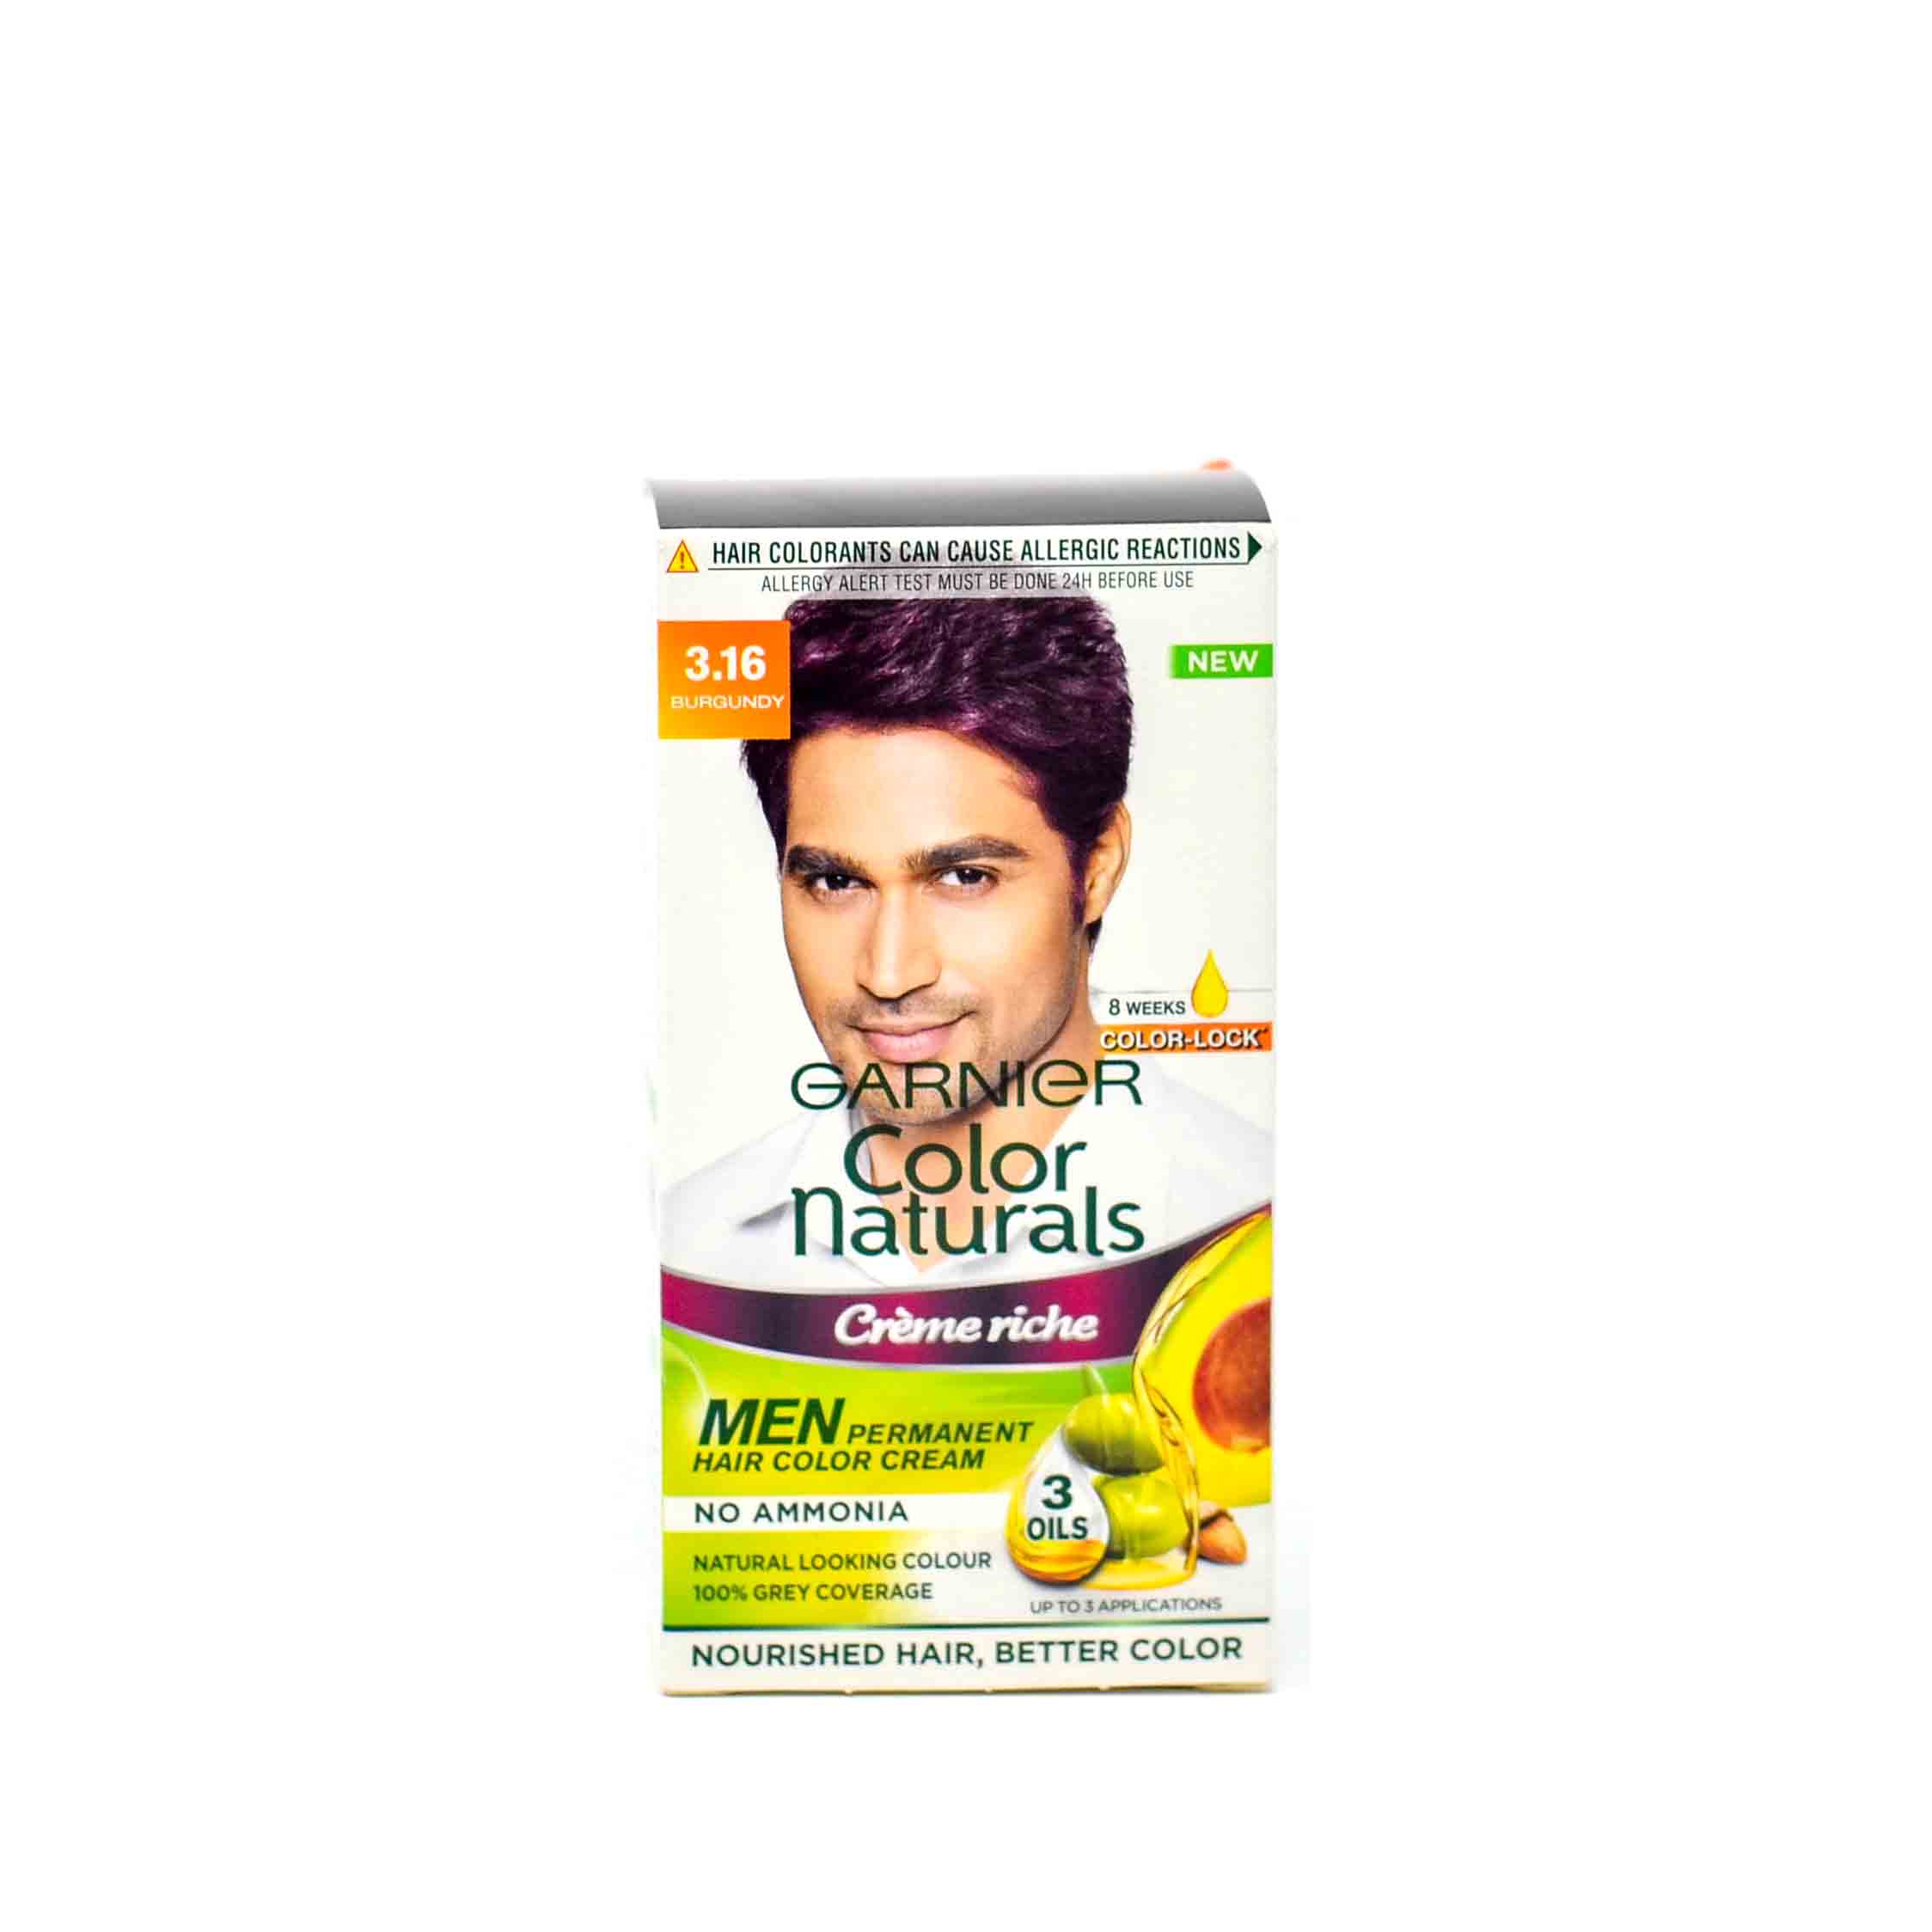 HAIR COLORANTS CAN CAUSE ALLERGIC REACTIONS
ALLERGY ALERT TEST MUST BE DONE 24H BEFORE USE
3.16
BURGUNDY
NEW
8 WEEKS
COLOR-LOCK
GARNIER
Color
Naturals
Crème riche
MEN PERMANENT
HAIR COLOR CREAM
NO AMMONIA
3
OILS
NATURAL LOOKING COLOUR
100% GREY COVERAGE
UP TO 3 APPLICATIONS
NOURISHED HAIR, BETTER COLOR